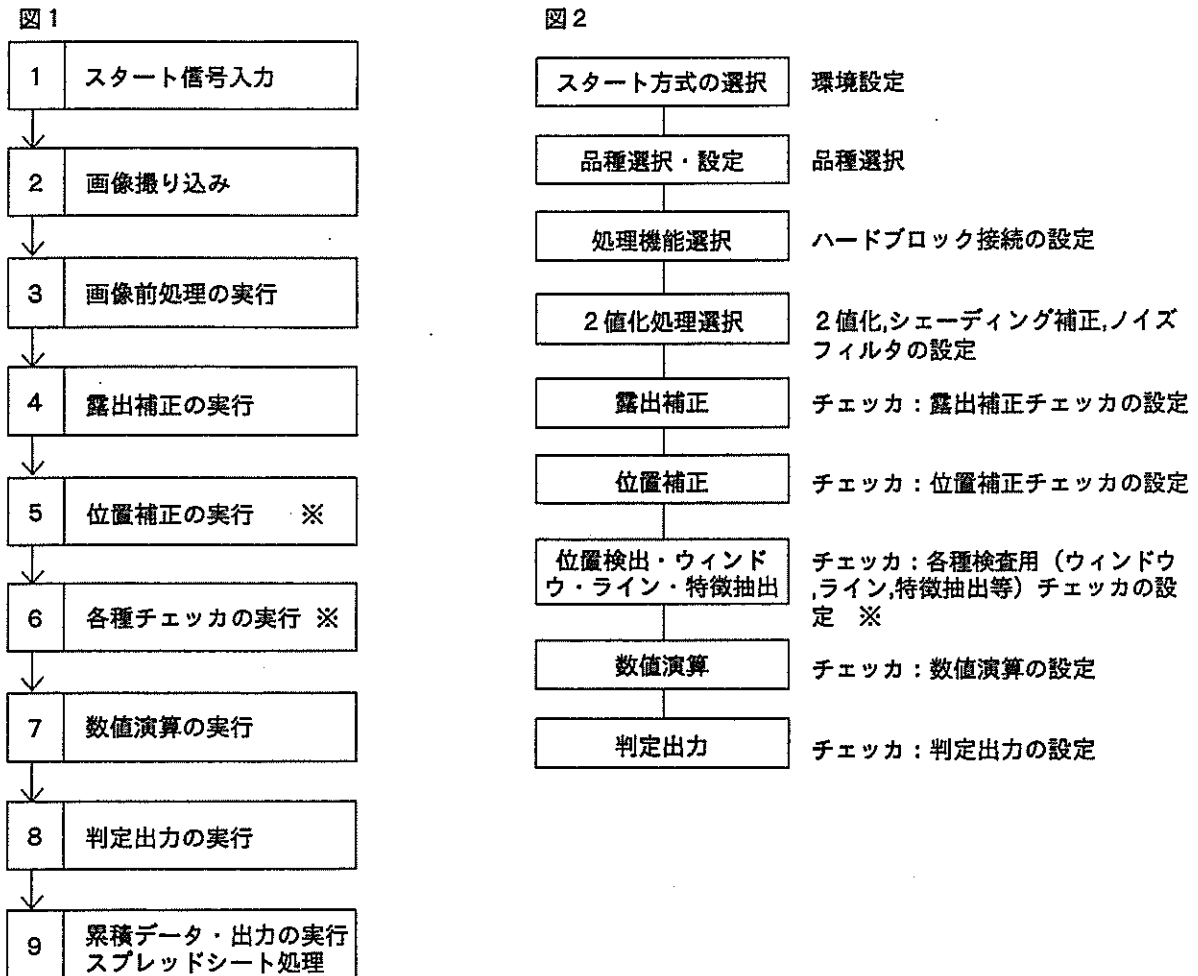 図1
1 スタート信号入力
2 画像撮り込み
3 画像前処理の実行
4 露出補正の実行
5 位置補正の実行 ※
6 各種チェッカの実行 ※
7 数値演算の実行
8 判定出力の実行
9 累積データ・出力の実行
スプレッドシート処理
図2
スタート方式の選択 環境設定
品種選択・設定 品種選択
処理機能選択 ハードブロック接続の設定
2値化処理選択 2値化,シェーディング補正,ノイズ
フィルタの設定
露出補正 チェッカ：露出補正チェッカの設定
位置補正 チェッカ：位置補正チェッカの設定
位置検出・ウィンド
ウ・ライン・特徴抽出
チェッカ：各種検査用（ウィンドウ
,ライン,特徴抽出等）チェッカの設
定 ※
数値演算 チェッカ：数値演算の設定
判定出力 チェッカ：判定出力の設定